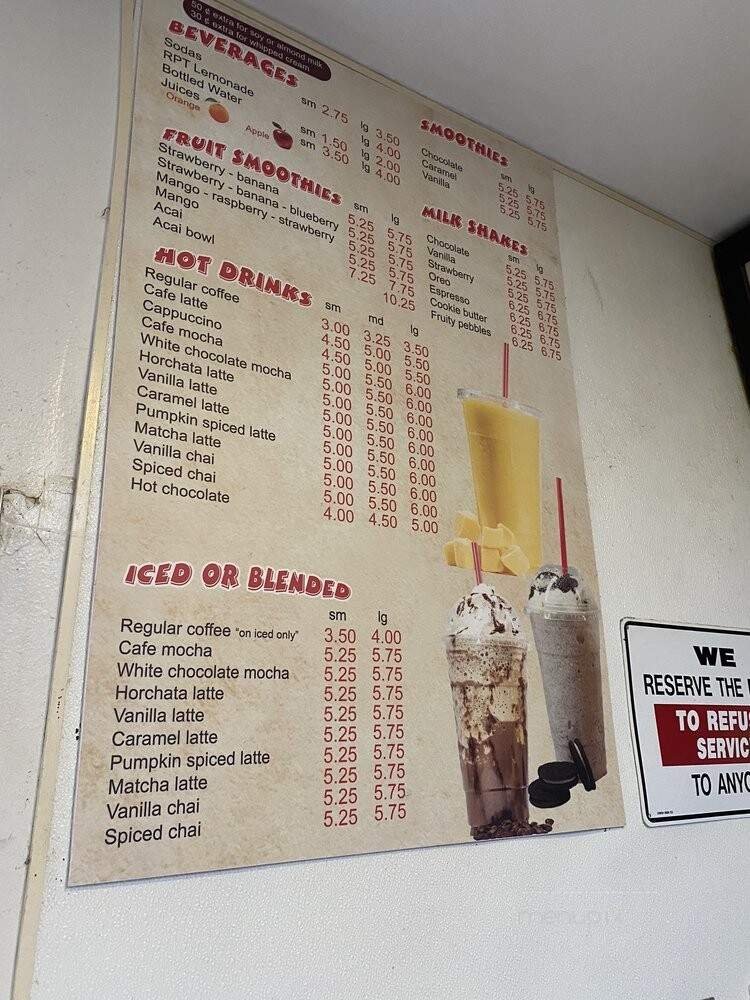 50 ¢ extra for soy or almond milk
30 ¢ extra for whipped cream
BEVERAGES
sm lg
Sodas 2.75 3.50
RPT Lemonade 4.00
Bottled Water 1.50 2.00
Juices sm 3.50 lg 4.00
Orange Apple
FRUIT SMOOTHIES
sm lg
Strawberry - banana 5.25 5.75
Strawberry - banana - blueberry 5.25 5.75
Mango - raspberry - strawberry 5.25 5.75
Mango 5.25 5.75
Acai 7.25 7.75
Acai bowl 10.25
HOT DRINKS
sm md lg
Regular coffee 3.00 3.25 3.50
Cafe latte 4.50 5.00 5.50
Cappuccino 4.50 5.00 5.50
Cafe mocha 5.00 5.50 6.00
White chocolate mocha 5.00 5.50 6.00
Horchata latte 5.00 5.50 6.00
Vanilla latte 5.00 5.50 6.00
Caramel latte 5.00 5.50 6.00
Pumpkin spiced latte 5.00 5.50 6.00
Matcha latte 5.00 5.50 6.00
Vanilla chai 5.00 5.50 6.00
Spiced chai 5.00 5.50 6.00
Hot chocolate 4.00 4.50 5.00
ICED OR BLENDED
sm lg
Regular coffee "on iced only" 3.50 4.00
Cafe mocha 5.25 5.75
White chocolate mocha 5.25 5.75
Horchata latte 5.25 5.75
Vanilla latte 5.25 5.75
Caramel latte 5.25 5.75
Pumpkin spiced latte 5.25 5.75
Matcha latte 5.25 5.75
Vanilla chai 5.25 5.75
Spiced chai 5.25 5.75
SMOOTHIES
sm lg
Chocolate 5.25 5.75
Caramel 5.25 5.75
Vanilla 5.25 5.75
MILK SHAKES
sm lg
Chocolate 5.25 5.75
Vanilla 5.25 5.75
Strawberry 5.25 5.75
Oreo 6.25 6.75
Espresso 6.25 6.75
Cookie butter 6.25 6.75
Fruity pebbles 6.25 6.75
WE
RESERVE THE
TO REFU
SERVIC
TO ANYO
menupix